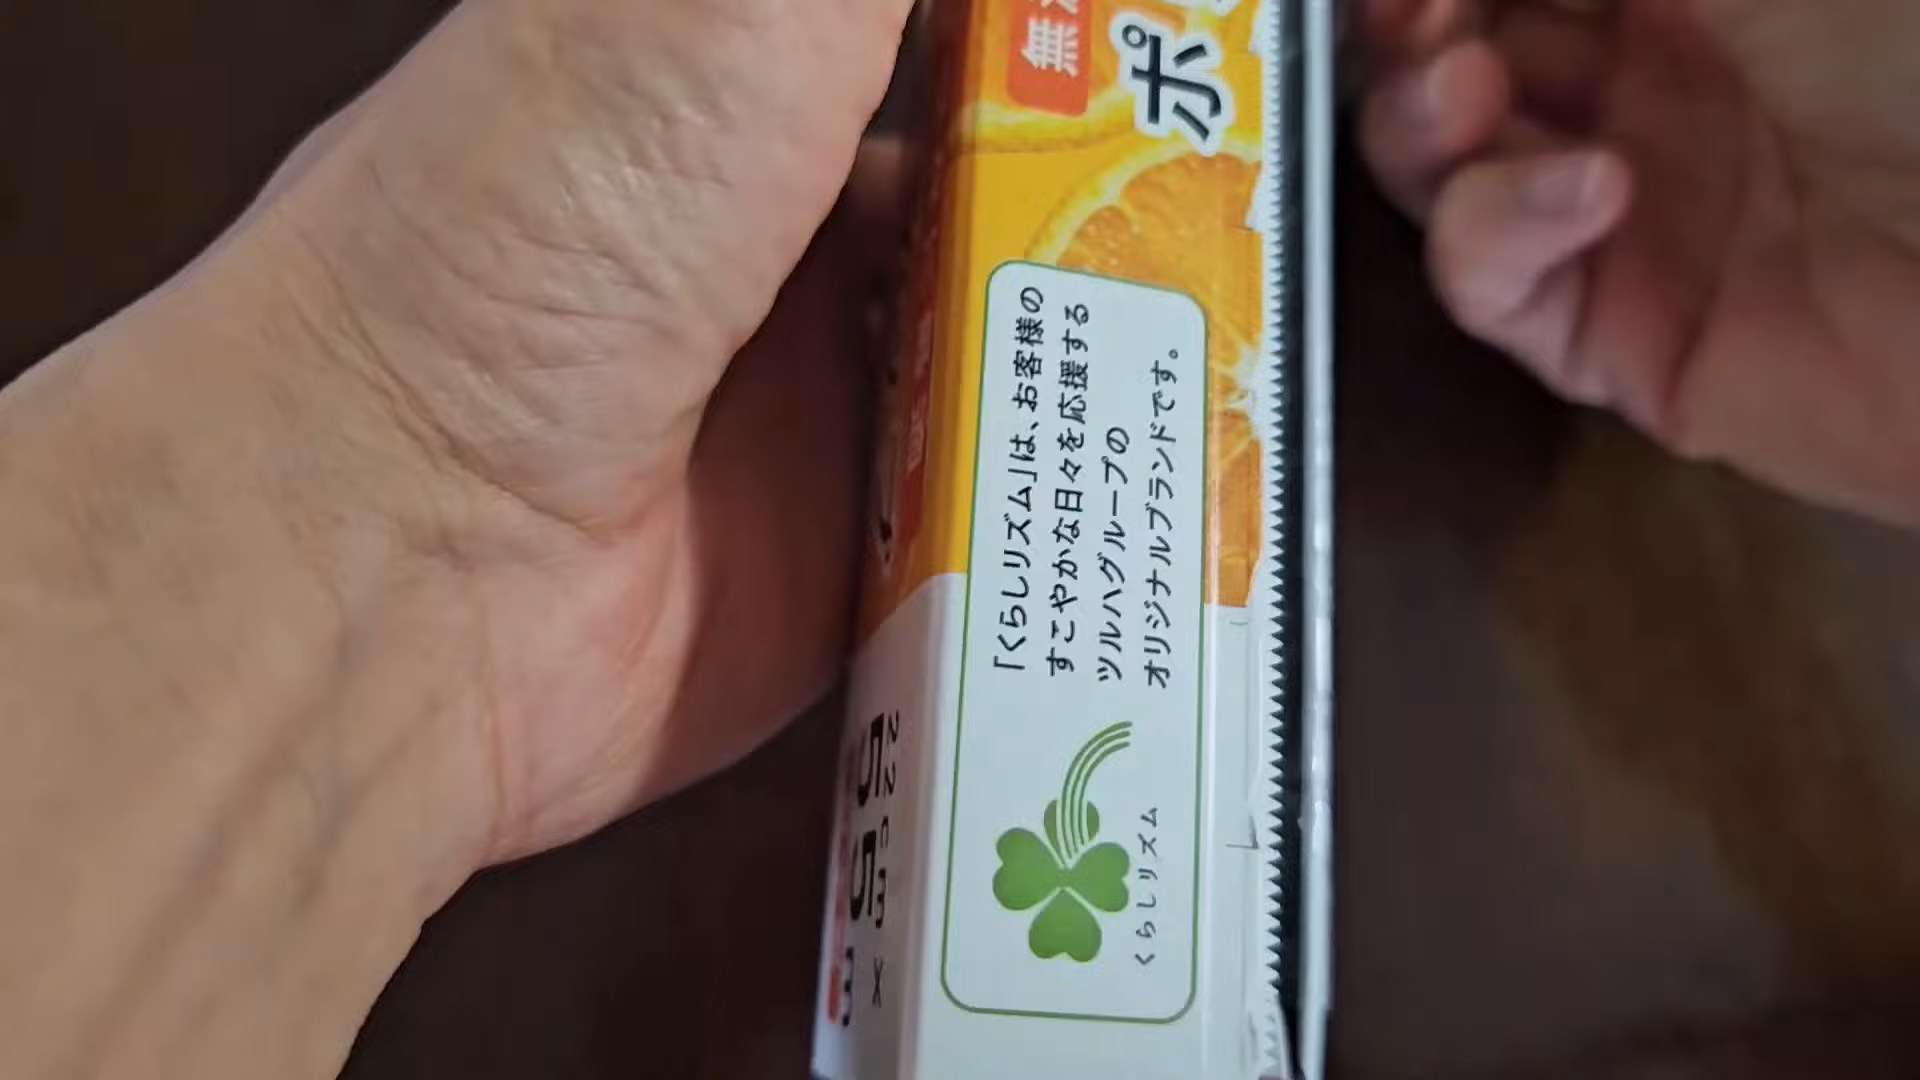 無
ポ
「くらしリズム」は、お客様の
すこやかな日々を応援する
ツルハグループの
オリジナルブランドです。
くらしリズム
22cm×
55m